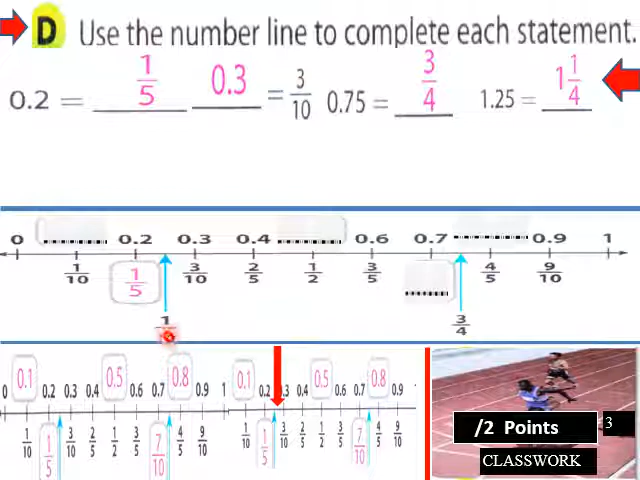 D Use the number line to complete each statement.
0.2 = 1/5 0.3 = 3/10 0.75 = 3/4 1.25 = 1 1/4
0 0.2 0.3 0.4 0.6 0.7 0.9 1
1/10 1/5 3/10 2/5 1/2 3/5 4/5 9/10
3/4
0 0.1 0.2 0.3 0.4 0.5 0.6 0.7 0.8 0.9 1 0.1 0.2 0.3 0.4 0.5 0.6 0.7 0.8 0.9
1/10 1/5 3/10 2/5 1/2 3/5 7/10 4/5 9/10 1/10 1/5 3/10 2/5 1/2 3/5 7/10 4/5 9/10
/2 Points
3
CLASSWORK